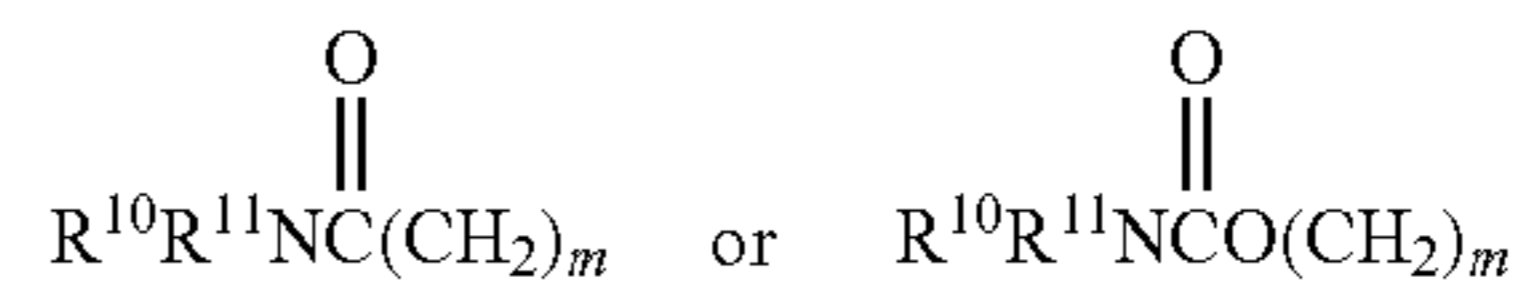 O O
R¹⁰R¹¹NC(CH₂)ₘ or R¹⁰R¹¹NCO(CH₂)ₘ